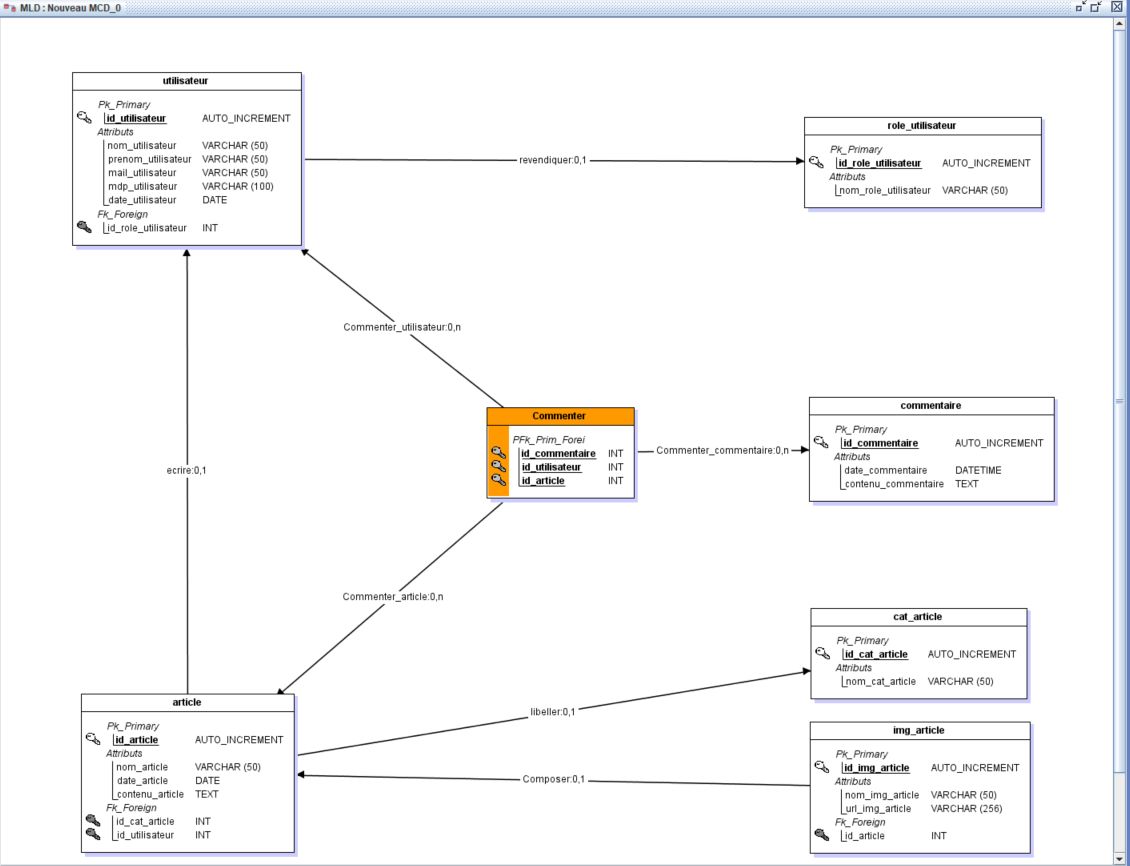 MLD : Nouveau MCD_0
utilisateur
Pk_Primary
id_utilisateur AUTO_INCREMENT
Attributs
nom_utilisateur VARCHAR (50)
prenom_utilisateur VARCHAR (50)
mail_utilisateur VARCHAR (50)
mdp_utilisateur VARCHAR (100)
date_utilisateur DATE
Fk_Foreign
id_role_utilisateur INT
revendiquer:0,1
role_utilisateur
Pk_Primary
id_role_utilisateur AUTO_INCREMENT
Attributs
nom_role_utilisateur VARCHAR (50)
Commenter_utilisateur:0,n
ecrire:0,1
Commenter
PFk_Prim_Forei
id_commentaire INT
id_utilisateur INT
id_article INT
Commenter_commentaire:0,n
commentaire
Pk_Primary
id_commentaire AUTO_INCREMENT
Attributs
date_commentaire DATETIME
contenu_commentaire TEXT
Commenter_article:0,n
cat_article
Pk_Primary
id_cat_article AUTO_INCREMENT
Attributs
nom_cat_article VARCHAR (50)
libeller:0,1
article
Pk_Primary
id_article AUTO_INCREMENT
Attributs
nom_article VARCHAR (50)
date_article DATE
contenu_article TEXT
Fk_Foreign
id_cat_article INT
id_utilisateur INT
Composer:0,1
img_article
Pk_Primary
id_img_article AUTO_INCREMENT
Attributs
nom_img_article VARCHAR (50)
url_img_article VARCHAR (256)
Fk_Foreign
id_article INT